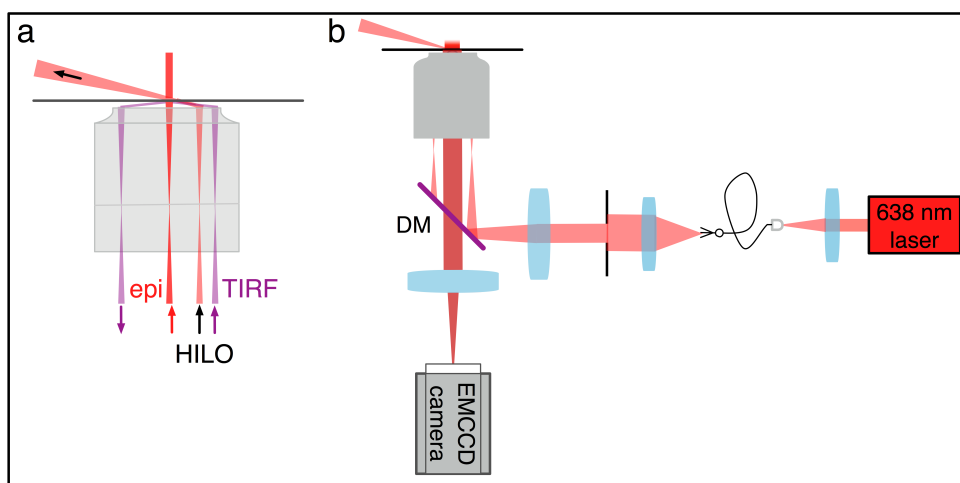 a
epi
TIRF
HILO
b
DM
638 nm
laser
EMCCD
camera